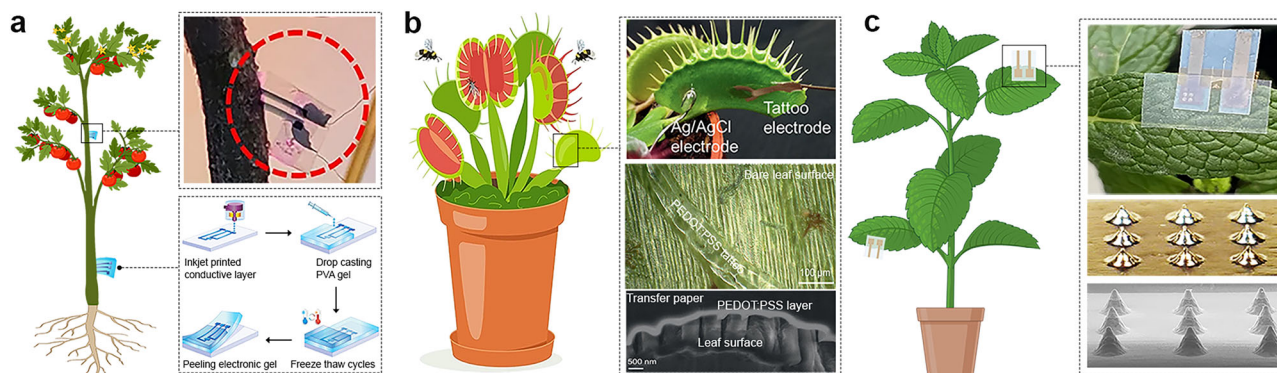 a
Inkjet printed
conductive layer
Drop casting
PVA gel
Peeling electronic gel
Freeze thaw cycles
b
Ag/AgCl
electrode
Tattoo
electrode
Bare leaf surface
PEDOT:PSS tattoo
100 μm
Transfer paper
PEDOT:PSS layer
Leaf surface
500 nm
c